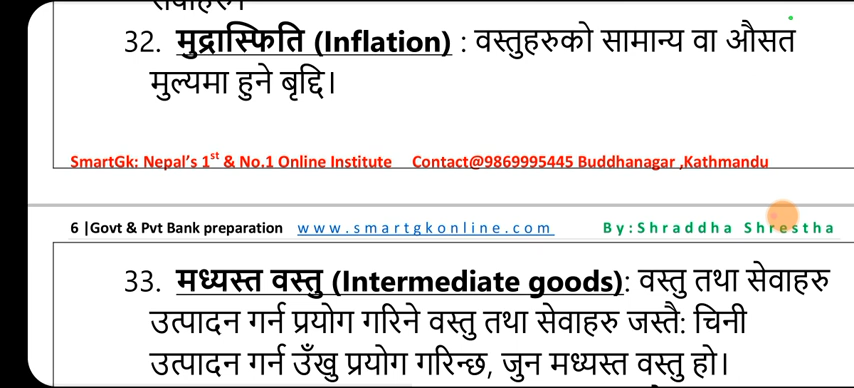 32. मुद्रास्फिति (Inflation) : वस्तुहरुको सामान्य वा औसत
मुल्यमा हुने बृद्दि।
SmartGk: Nepal's 1st & No.1 Online Institute Contact@9869995445 Buddhanagar ,Kathmandu
6 |Govt & Pvt Bank preparation www.smartgkonline.com By:Shraddha Shrestha
33. मध्यस्त वस्तु (Intermediate goods): वस्तु तथा सेवाहरु
उत्पादन गर्न प्रयोग गरिने वस्तु तथा सेवाहरु जस्तै: चिनी
उत्पादन गर्न उँखु प्रयोग गरिन्छ, जुन मध्यस्त वस्तु हो।